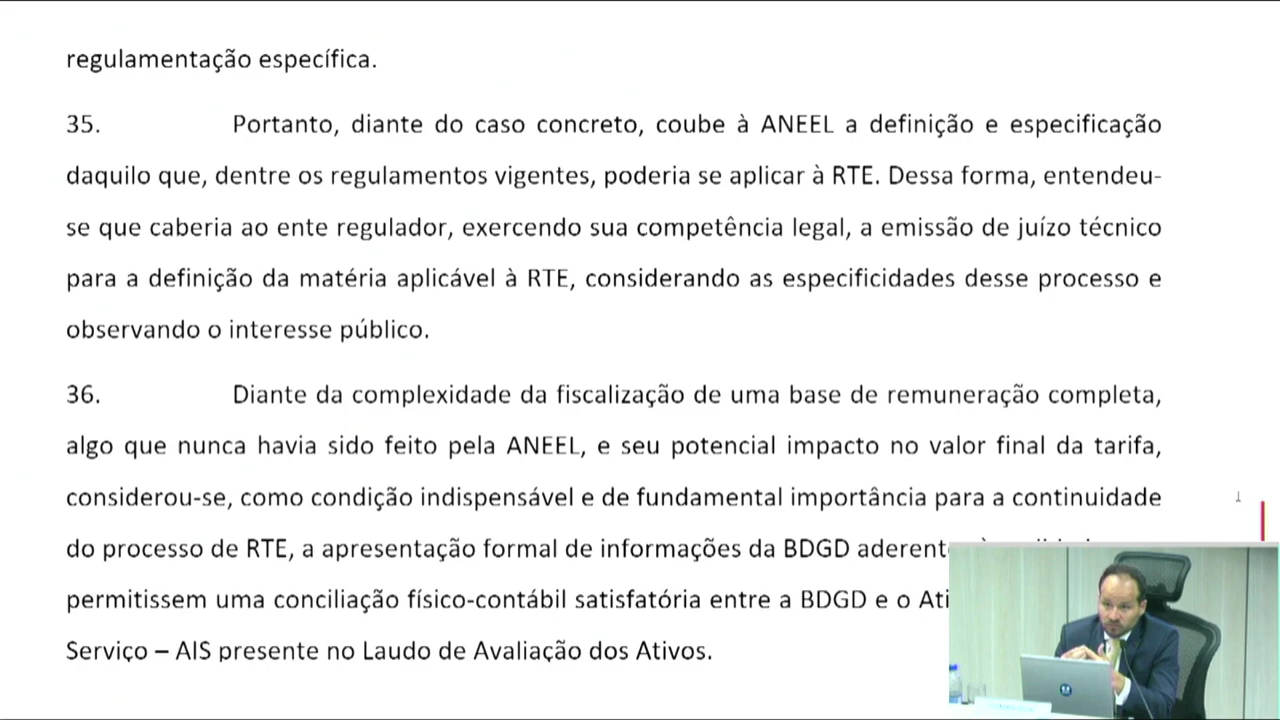 regulamentação específica.
35. Portanto, diante do caso concreto, coube à ANEEL a definição e especificação
daquilo que, dentre os regulamentos vigentes, poderia se aplicar à RTE. Dessa forma, entendeu-
se que caberia ao ente regulador, exercendo sua competência legal, a emissão de juízo técnico
para a definição da matéria aplicável à RTE, considerando as especificidades desse processo e
observando o interesse público.
36. Diante da complexidade da fiscalização de uma base de remuneração completa,
algo que nunca havia sido feito pela ANEEL, e seu potencial impacto no valor final da tarifa,
considerou-se, como condição indispensável e de fundamental importância para a continuidade
do processo de RTE, a apresentação formal de informações da BDGD
permitissem uma conciliação físico-contábil satisfatória entre a BDGD e o
Serviço – AIS presente no Laudo de Avaliação dos Ativos.